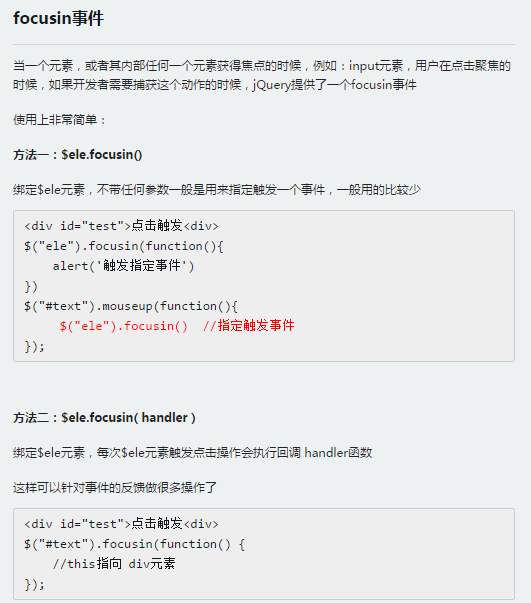 focusin事件
当一个元素，或者其内部任何一个元素获得焦点的时候，例如：input元素，用户在点击聚焦的
时候，如果开发者需要捕获这个动作的时候，jQuery提供了一个focusin事件
使用上非常简单：
方法一：$ele.focusin()
绑定$ele元素，不带任何参数一般是用来指定触发一个事件，一般用的比较少
<div id="test">点击触发<div>
$("ele").focusin(function(){
    alert('触发指定事件')
})
$("#text").mouseup(function(){
     $("ele").focusin()  //指定触发事件
});
方法二：$ele.focusin( handler )
绑定$ele元素，每次$ele元素触发点击操作会执行回调 handler函数
这样可以针对事件的反馈做很多操作了
<div id="test">点击触发<div>
$("#text").focusin(function() {
    //this指向 div元素
});